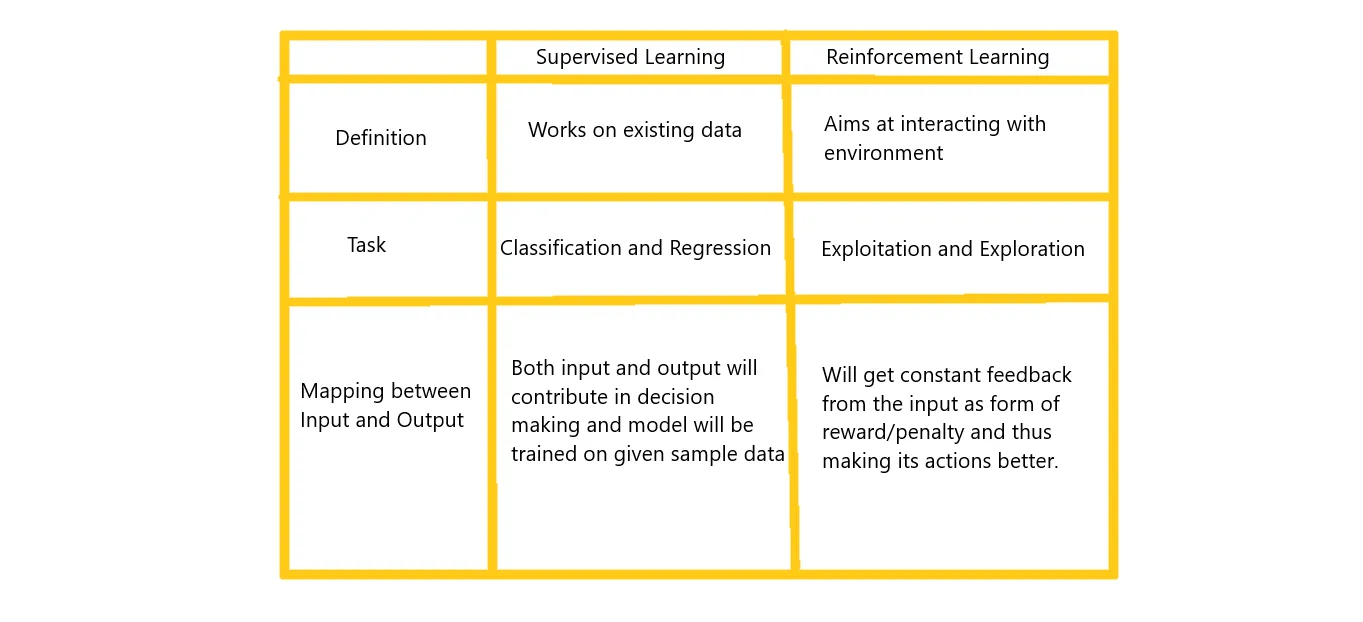 Supervised Learning
Reinforcement Learning
Definition
Works on existing data
Aims at interacting with
environment
Task
Classification and Regression
Exploitation and Exploration
Mapping between
Input and Output
Both input and output will
contribute in decision
making and model will be
trained on given sample data
Will get constant feedback
from the input as form of
reward/penalty and thus
making its actions better.